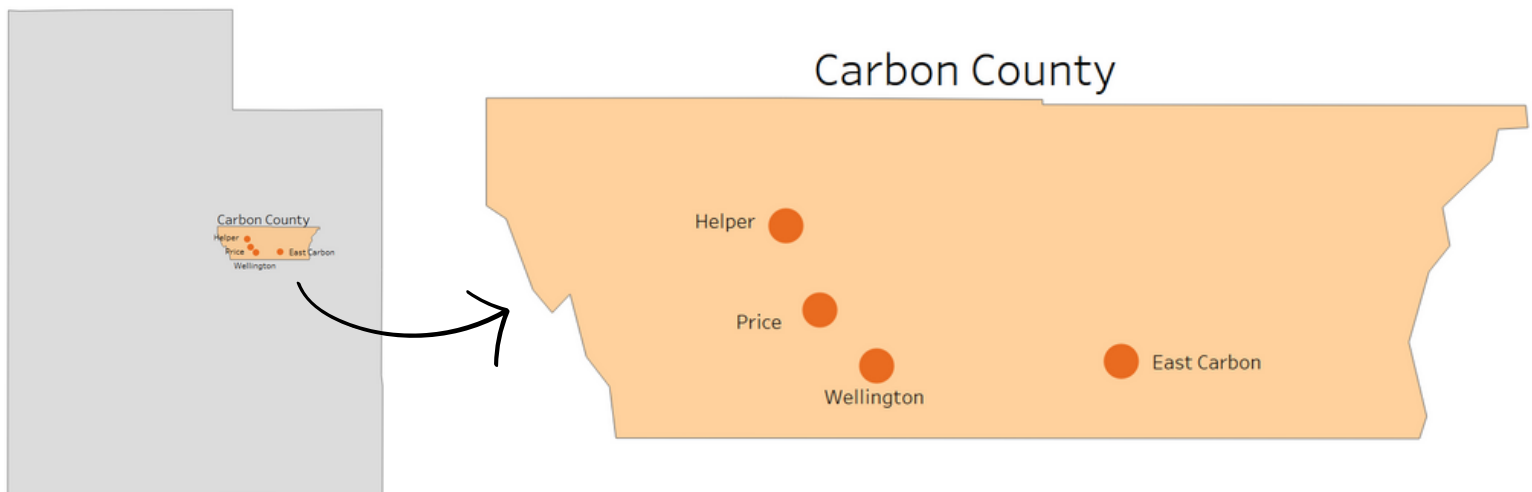 Carbon County
Helper
Price
East Carbon
Wellington
Carbon County
Helper
Price
Wellington
East Carbon